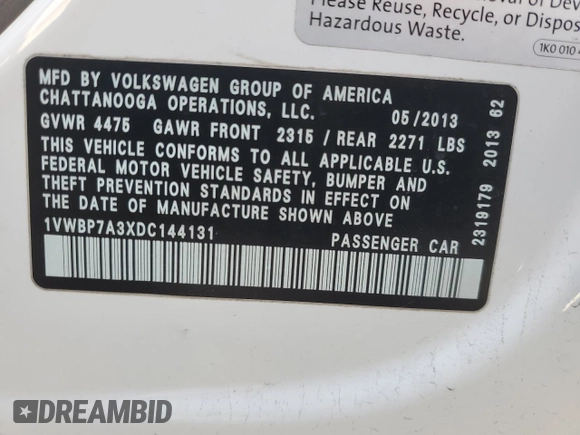 Please Reuse, Recycle, or Dispos
Hazardous Waste.
1K0 010
MFD BY VOLKSWAGEN GROUP OF AMERICA
CHATTANOOGA OPERATIONS, LLC. 05/2013
GVWR 4475 GAWR FRONT 2315 / REAR 2271 LBS
THIS VEHICLE CONFORMS TO ALL APPLICABLE U.S.
FEDERAL MOTOR VEHICLE SAFETY, BUMPER AND
THEFT PREVENTION STANDARDS IN EFFECT ON
THE DATE OF MANUFACTURE SHOWN ABOVE
1VWBP7A3XDC144131 PASSENGER CAR
2319179 2013 62
DREAMBID